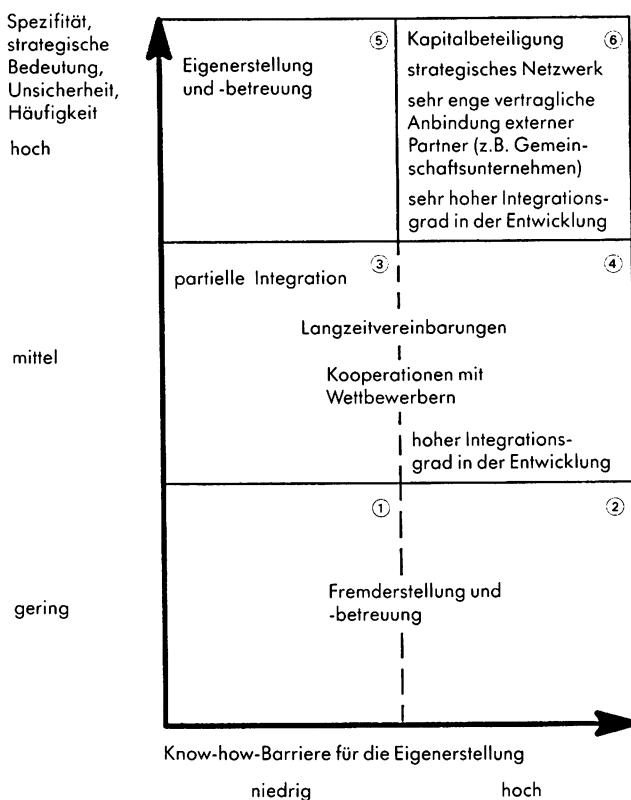 Spezifität,
strategische
Bedeutung,
Unsicherheit,
Häufigkeit
hoch
⑤
Eigenerstellung
und -betreuung
Kapitalbeteiligung ⑥
strategisches Netzwerk
sehr enge vertragliche
Anbindung externer
Partner (z.B. Gemein-
schaftsunternehmen)
sehr hoher Integrations-
grad in der Entwicklung
mittel
partielle Integration ③
④
Langzeitvereinbarungen
Kooperationen mit
Wettbewerbern
hoher Integrations-
grad in der Entwicklung
gering
①
②
Fremderstellung und
-betreuung
Know-how-Barriere für die Eigenerstellung
niedrig hoch